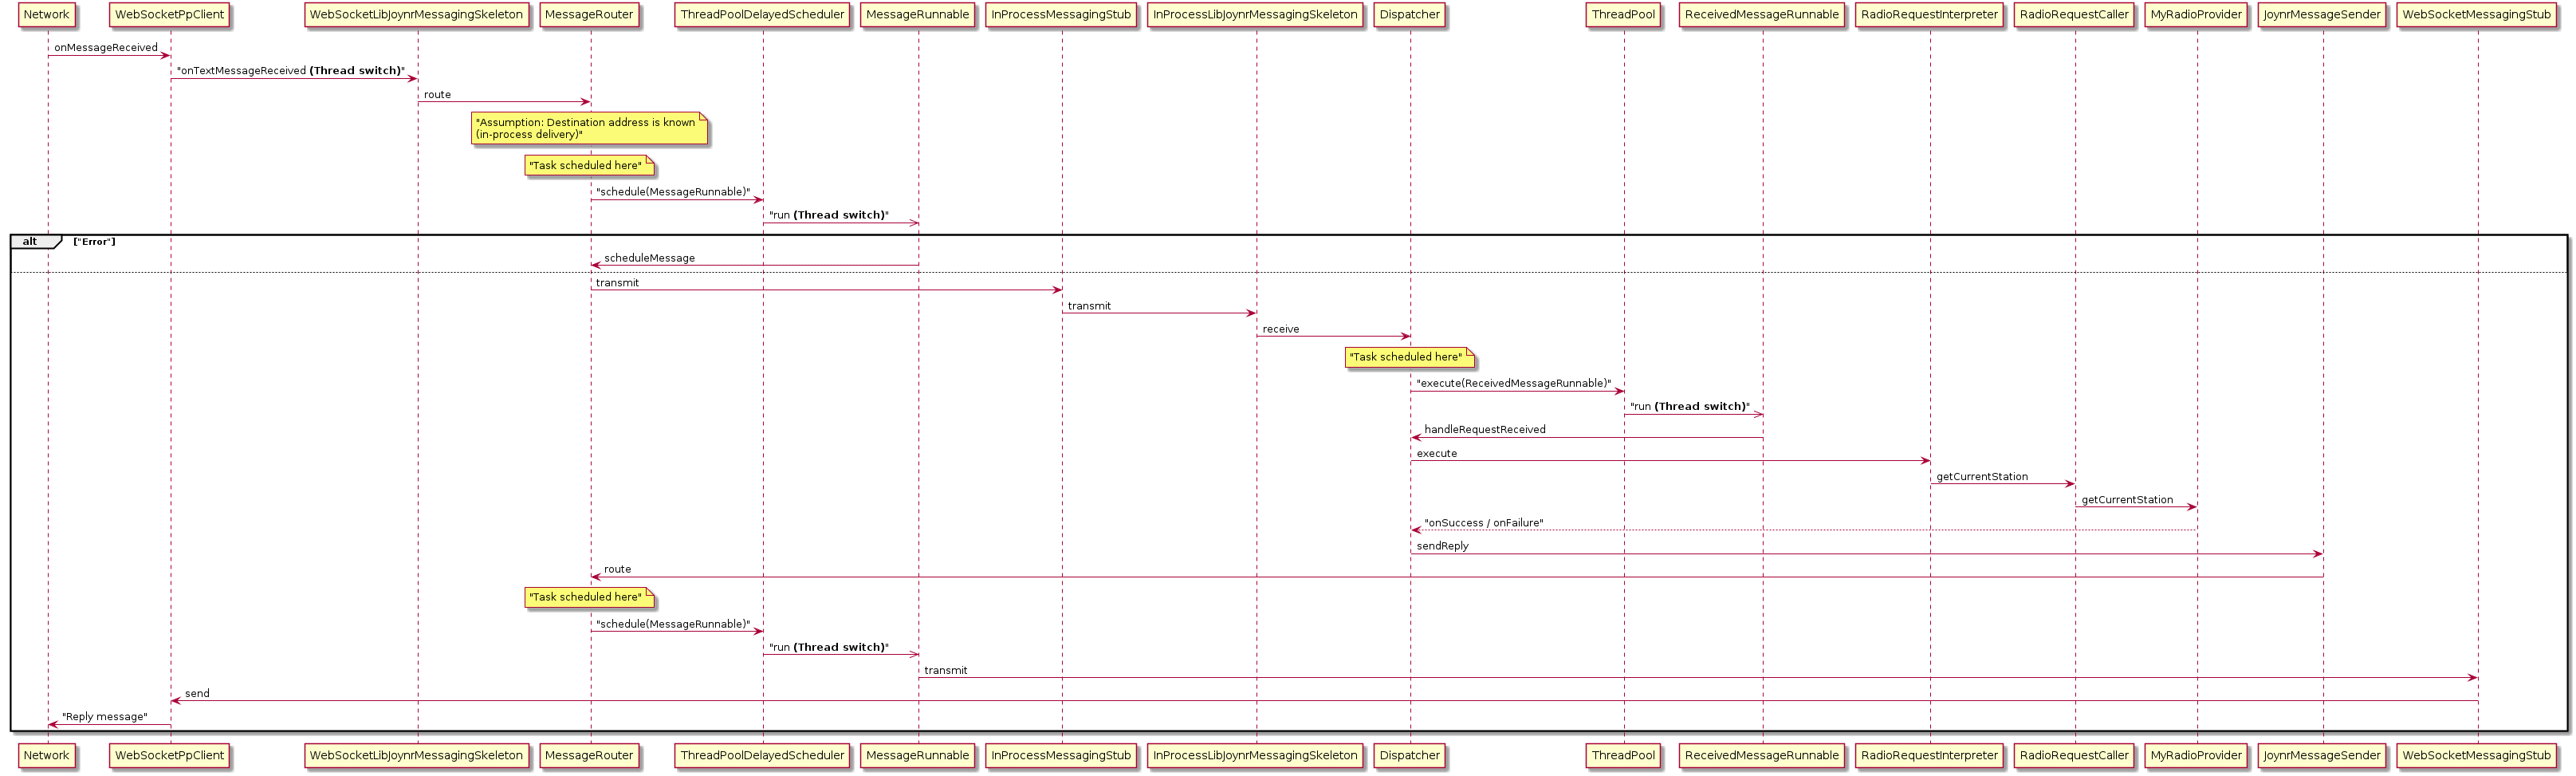 Network WebSocketPpClient WebSocketLibJoynrMessagingSkeleton MessageRouter ThreadPoolDelayedScheduler MessageRunnable InProcessMessagingStub InProcessLibJoynrMessagingSkeleton Dispatcher ThreadPool ReceivedMessageRunnable RadioRequestInterpreter RadioRequestCaller MyRadioProvider JoynrMessageSender WebSocketMessagingStub
onMessageReceived
"onTextMessageReceived (Thread switch)"
route
"Assumption: Destination address is known
(in-process delivery)"
"Task scheduled here"
"schedule(MessageRunnable)"
"run (Thread switch)"
alt ["Error"]
scheduleMessage
transmit
transmit
receive
"Task scheduled here"
"execute(ReceivedMessageRunnable)"
"run (Thread switch)"
handleRequestReceived
execute
getCurrentStation
getCurrentStation
"onSuccess / onFailure"
sendReply
route
"Task scheduled here"
"schedule(MessageRunnable)"
"run (Thread switch)"
transmit
send
"Reply message"
Network WebSocketPpClient WebSocketLibJoynrMessagingSkeleton MessageRouter ThreadPoolDelayedScheduler MessageRunnable InProcessMessagingStub InProcessLibJoynrMessagingSkeleton Dispatcher ThreadPool ReceivedMessageRunnable RadioRequestInterpreter RadioRequestCaller MyRadioProvider JoynrMessageSender WebSocketMessagingStub